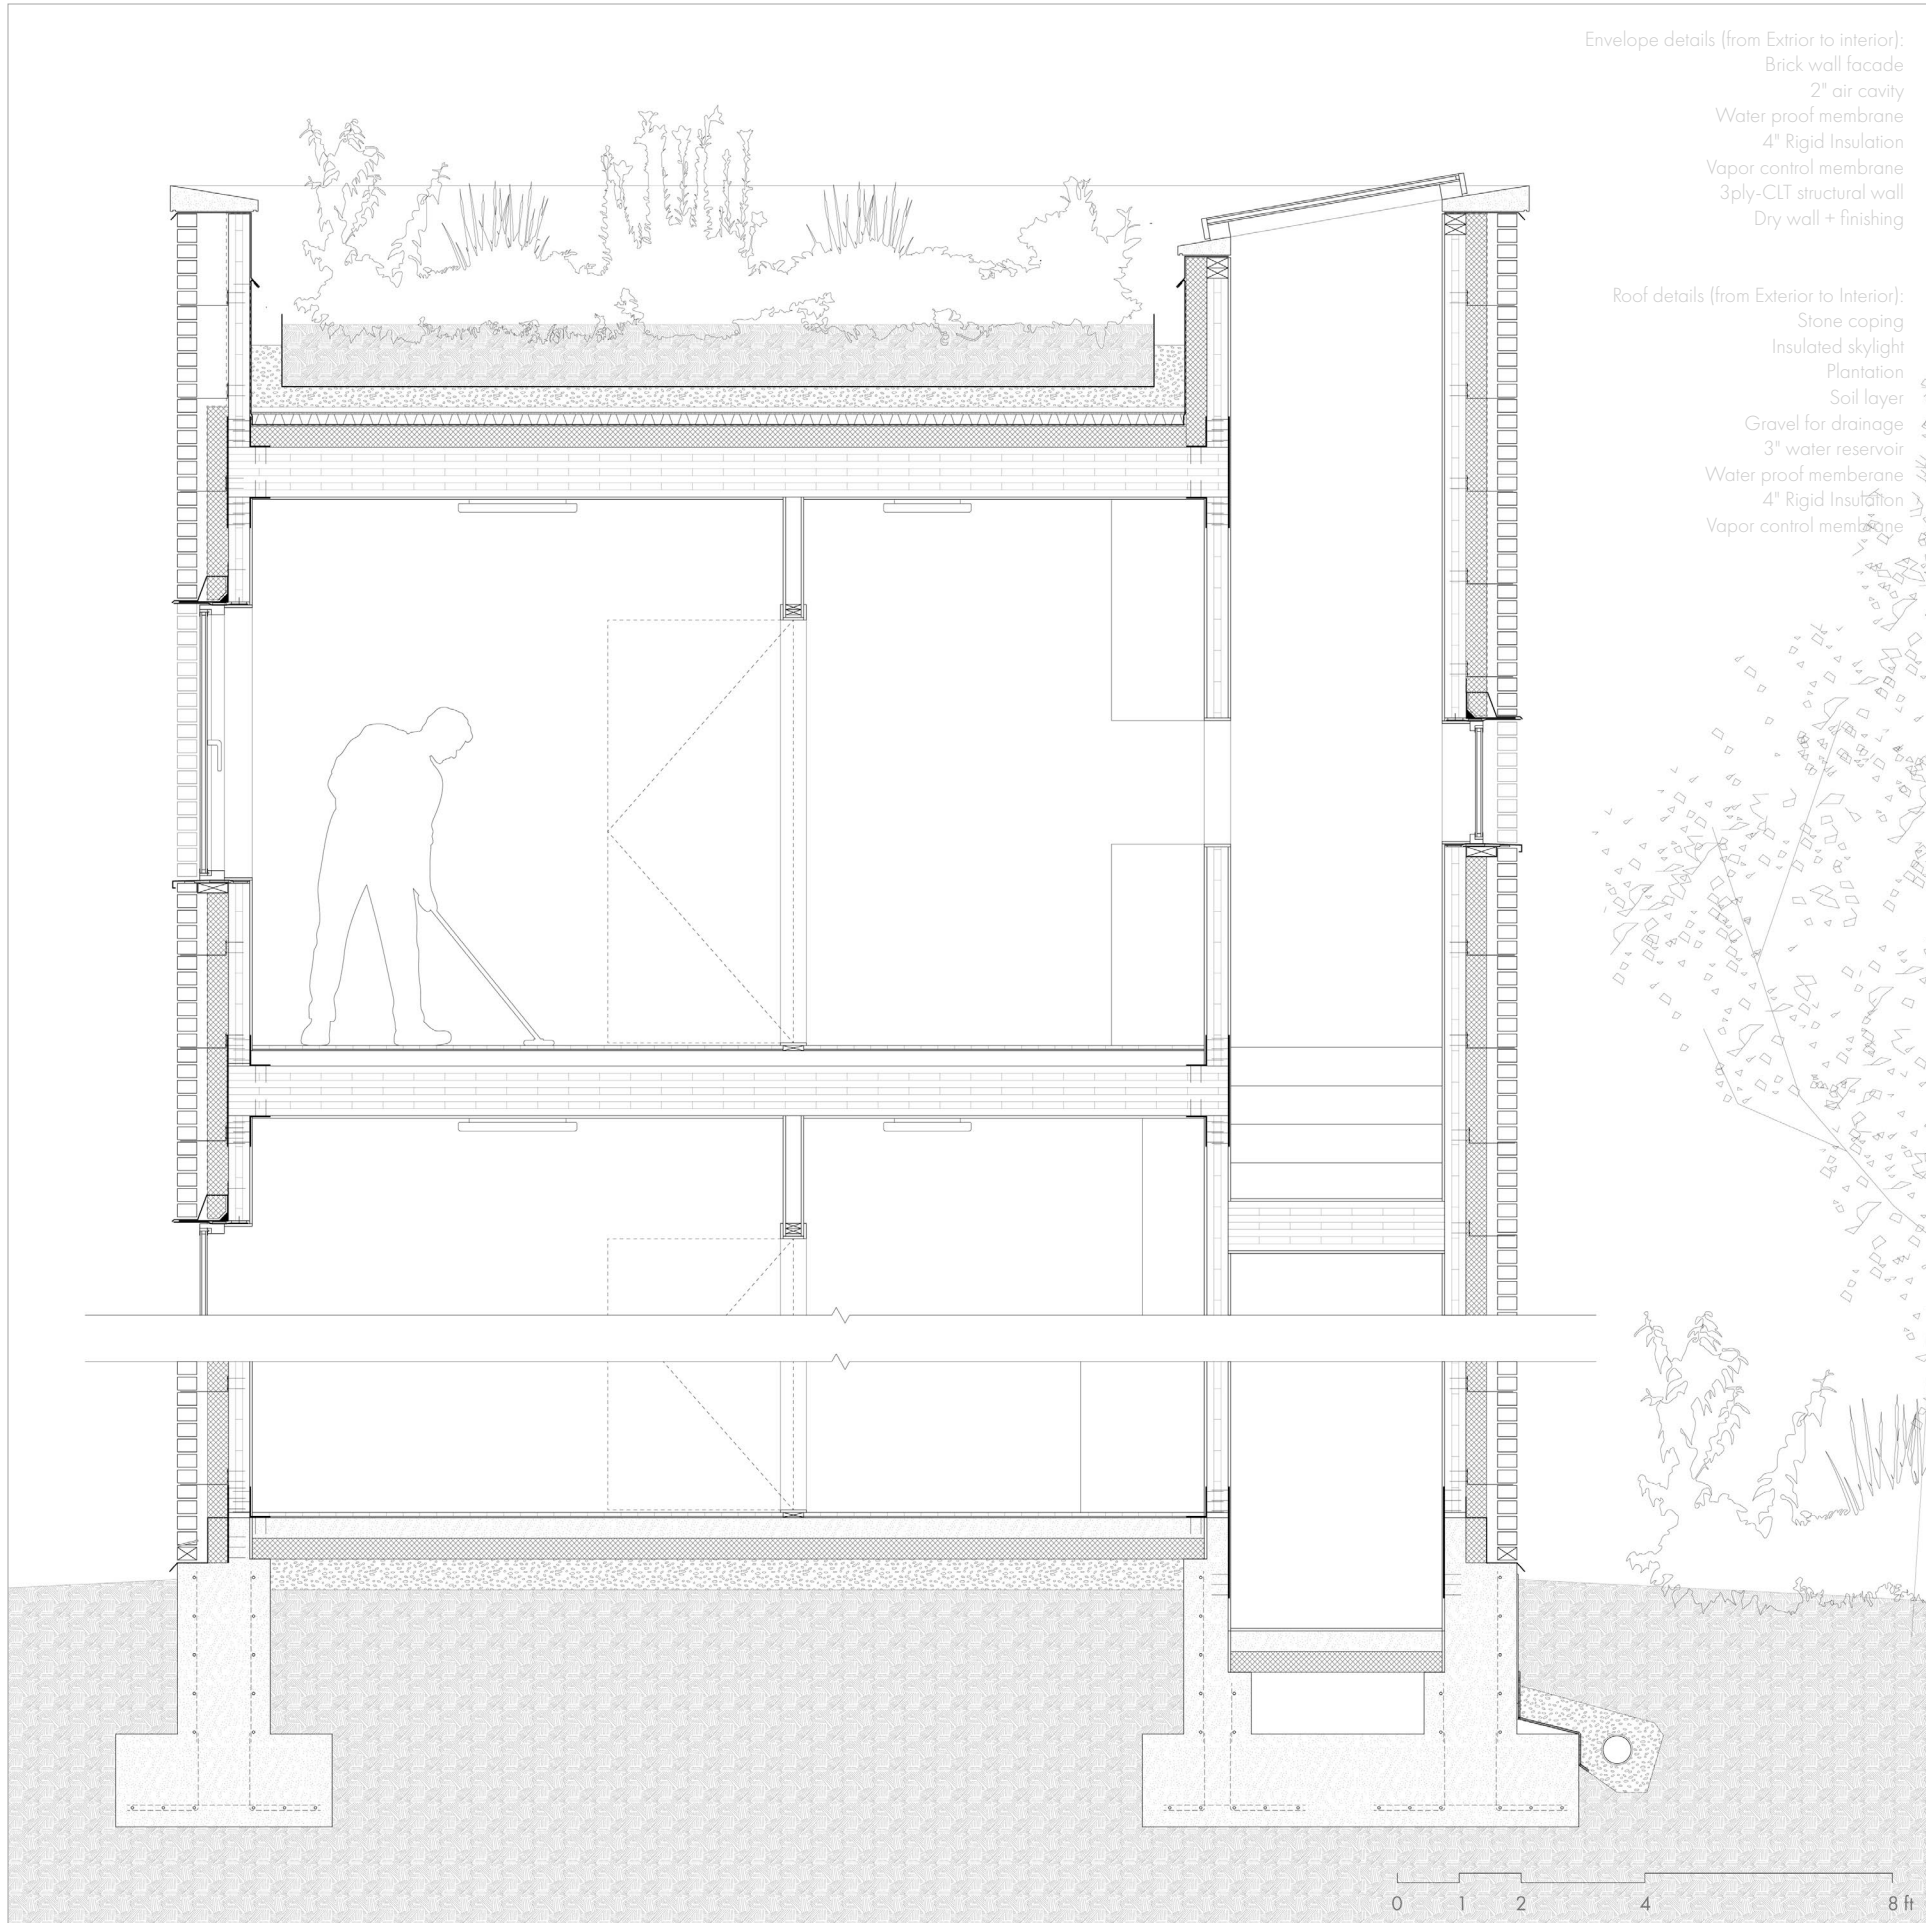 Envelope details (from Extrior to interior):
Brick wall facade
2" air cavity
Water proof membrane
4" Rigid Insulation
Vapor control membrane
3ply-CLT structural wall
Dry wall + finishing
Roof details (from Exterior to Interior):
Stone coping
Insulated skylight
Plantation
Soil layer
Gravel for drainage
3" water reservoir
Water proof memberane
4" Rigid Insulation
Vapor control membrane
0 1 2 4 8 ft